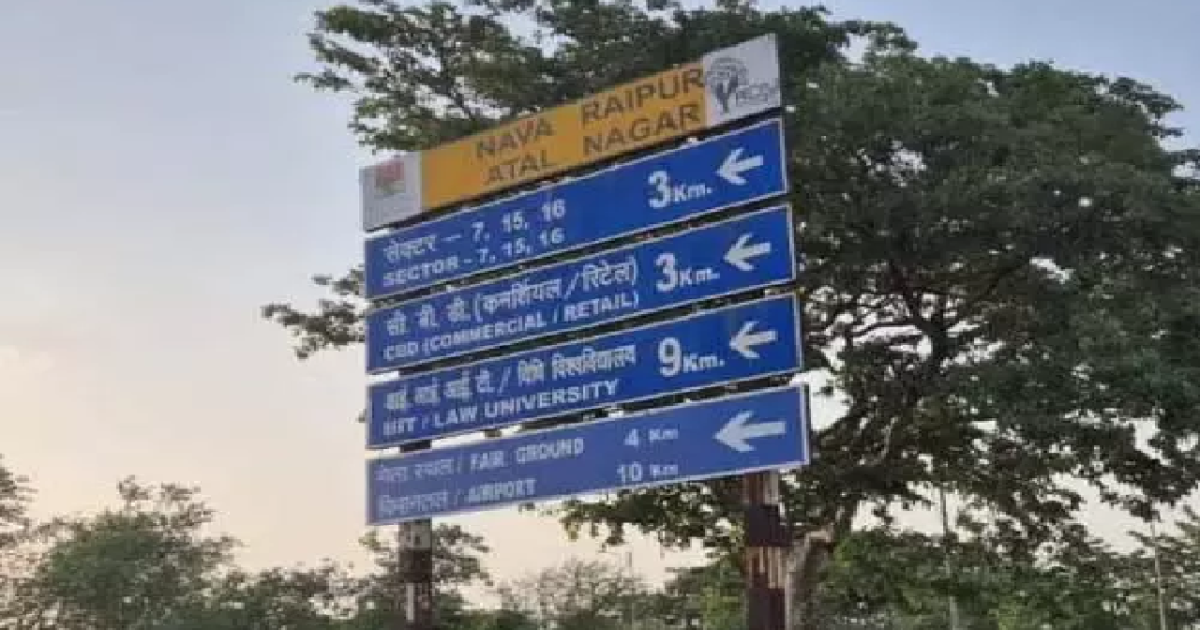 NAVA RAIPUR
ATAL NAGAR
सेक्टर – 7, 15, 16
SECTOR - 7, 15, 16
3Km.
सी. बी. डी. (कमर्शियल/रिटेल)
CBD (COMMERCIAL / RETAIL)
3Km.
आई. आई. आई. टी. / विधि विश्वविद्यालय
IIIT / LAW UNIVERSITY
9Km.
मेला स्थल / FAIR GROUND 4 Km
विमानतल / AIRPORT 10 Km